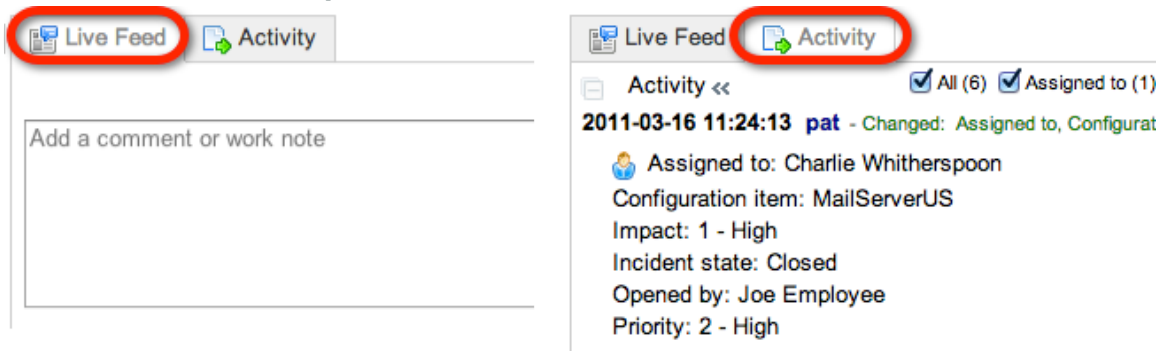 Live Feed Activity
Add a comment or work note
Live Feed Activity
Activity « All (6) Assigned to (1)
2011-03-16 11:24:13 pat - Changed: Assigned to, Configurat
Assigned to: Charlie Whitherspoon
Configuration item: MailServerUS
Impact: 1 - High
Incident state: Closed
Opened by: Joe Employee
Priority: 2 - High